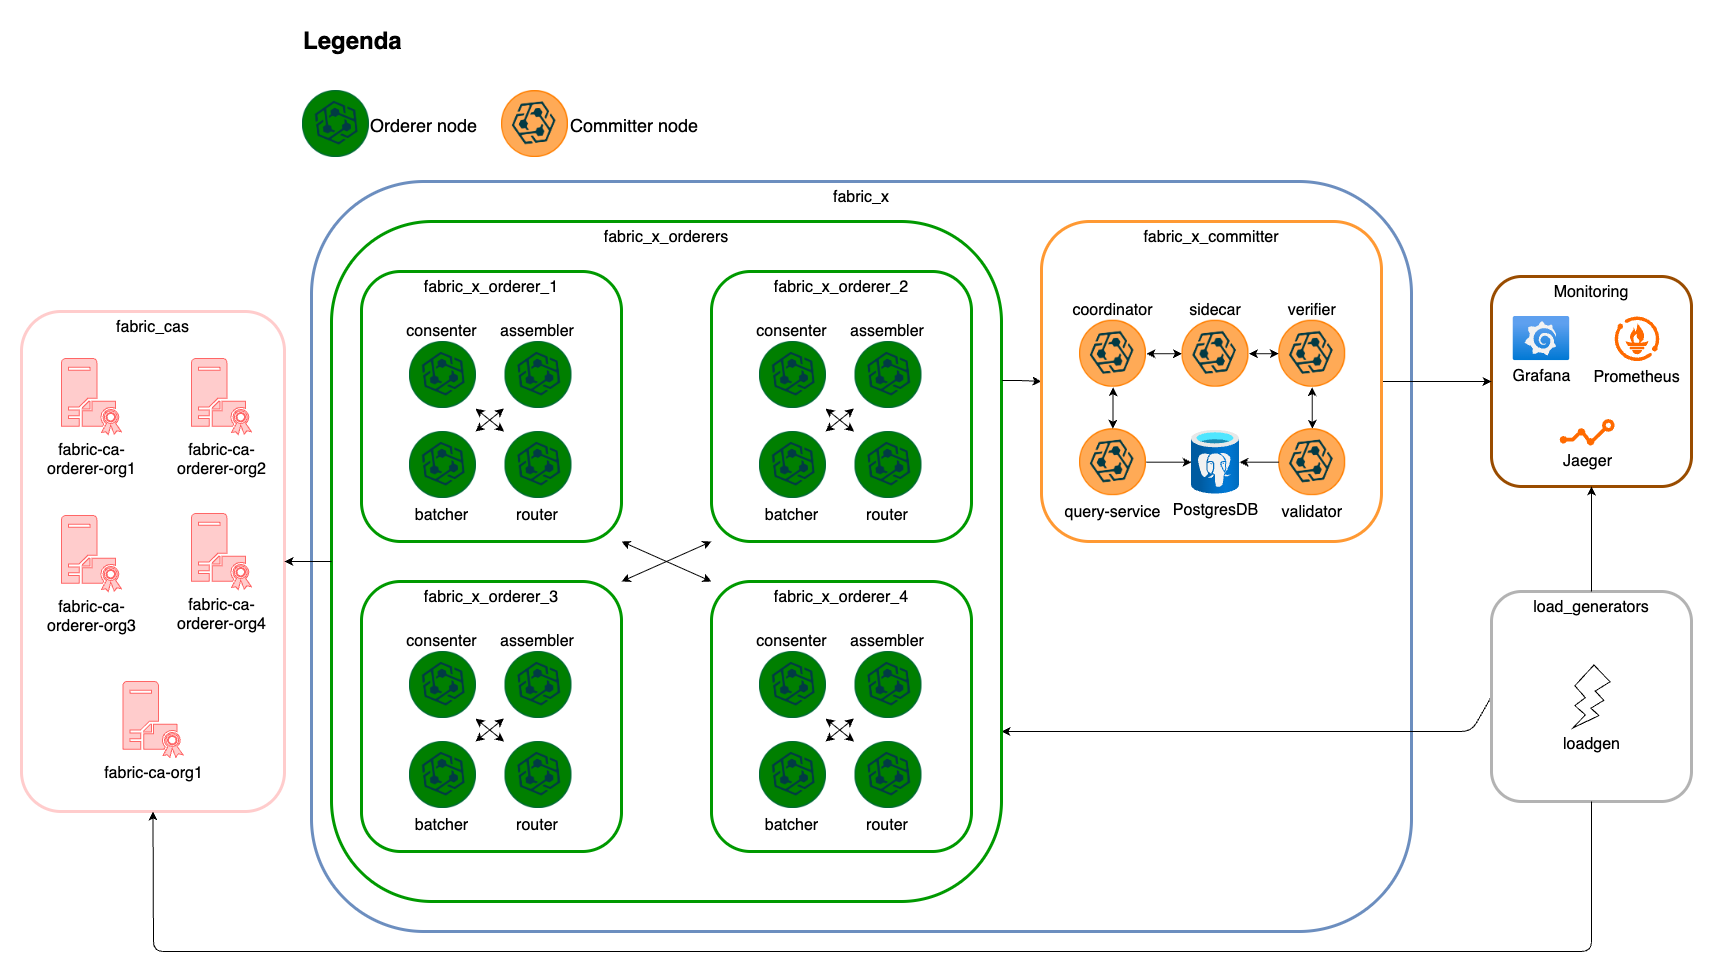 Legenda
Orderer node
Committer node
fabric_x
fabric_x_orderers
fabric_x_orderer_1
consenter
assembler
batcher
router
fabric_x_orderer_2
consenter
assembler
batcher
router
fabric_x_orderer_3
consenter
assembler
batcher
router
fabric_x_orderer_4
consenter
assembler
batcher
router
fabric_x_committer
coordinator
sidecar
verifier
query-service
PostgresDB
validator
fabric_cas
fabric-ca-
orderer-org1
fabric-ca-
orderer-org2
fabric-ca-
orderer-org3
fabric-ca-
orderer-org4
fabric-ca-org1
Monitoring
Grafana
Prometheus
Jaeger
load_generators
loadgen